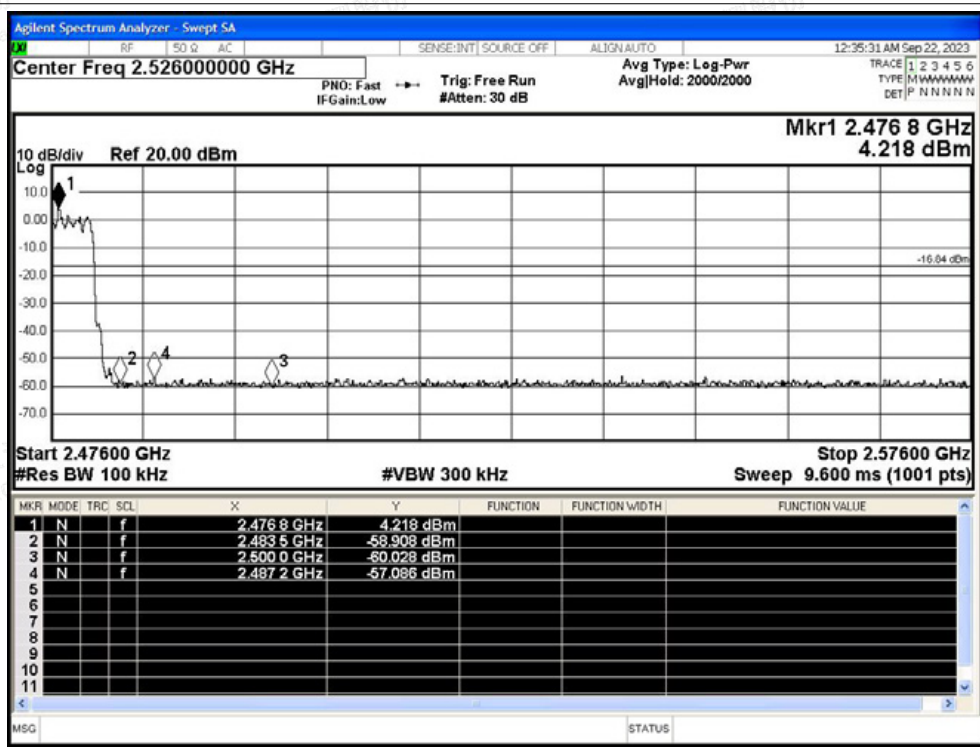 Agilent Spectrum Analyzer - Swept SA
RF 50 Ω AC SENSE:INT SOURCE OFF ALIGN AUTO 12:35:31 AM Sep 22, 2023
Center Freq 2.526000000 GHz
PNO: Fast
IFGain:Low
Trig: Free Run
#Atten: 30 dB
Avg Type: Log-Pwr
Avg|Hold: 2000/2000
TRACE 1 2 3 4 5 6
TYPE M WWWWW
DET P N N N N N
Mkr1 2.476 8 GHz
4.218 dBm
10 dB/div Ref 20.00 dBm
Log
10.0
0.00
-10.0
-20.0
-30.0
-40.0
-50.0
-60.0
-70.0
1
-16.84 dBm
2
4
3
Start 2.47600 GHz Stop 2.57600 GHz
#Res BW 100 kHz #VBW 300 kHz Sweep 9.600 ms (1001 pts)
MKR MODE TRC SCL X Y FUNCTION FUNCTION WIDTH FUNCTION VALUE
1 N f 2.476 8 GHz 4.218 dBm
2 N f 2.483 5 GHz -58.908 dBm
3 N f 2.500 0 GHz -60.028 dBm
4 N f 2.487 2 GHz -57.086 dBm
5
6
7
8
9
10
11
MSG STATUS